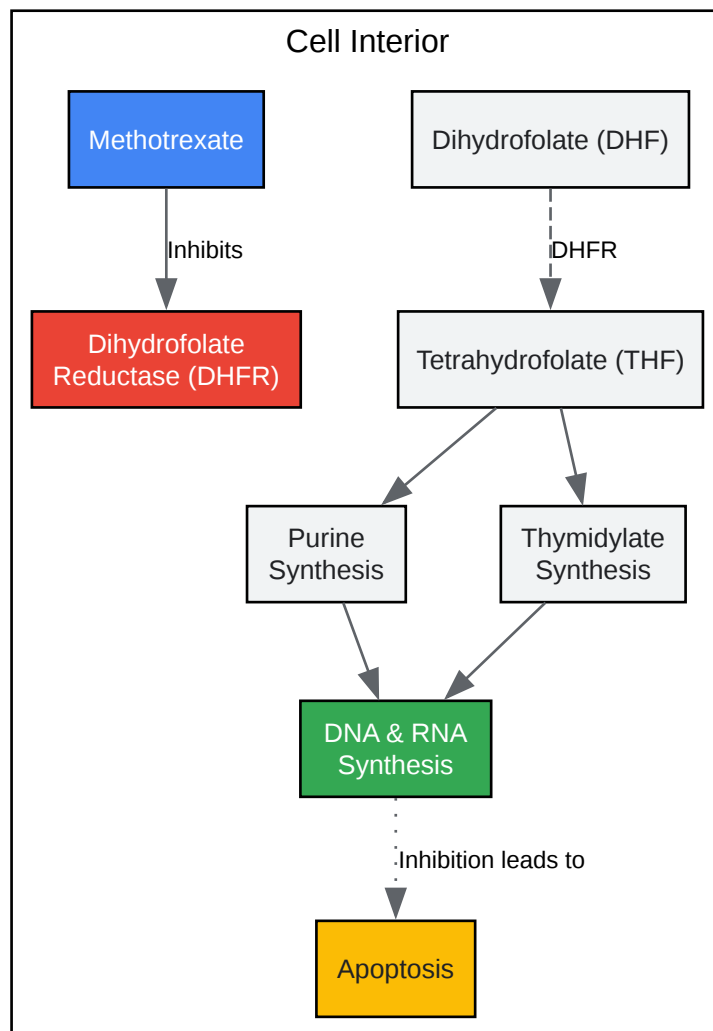 Cell Interior
Methotrexate
Dihydrofolate (DHF)
Inhibits
DHFR
Dihydrofolate
Reductase (DHFR)
Tetrahydrofolate (THF)
Purine
Synthesis
Thymidylate
Synthesis
DNA & RNA
Synthesis
Inhibition leads to
Apoptosis